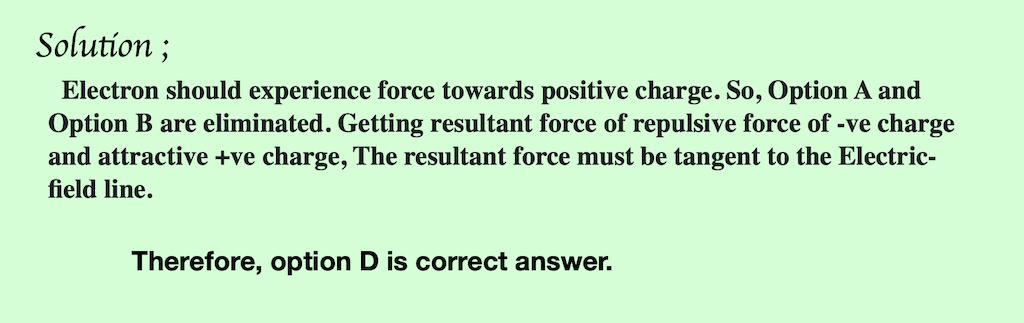 Solution ;
Electron should experience force towards positive charge. So, Option A and
Option B are eliminated. Getting resultant force of repulsive force of -ve charge
and attractive +ve charge, The resultant force must be tangent to the Electric-
field line.
Therefore, option D is correct answer.